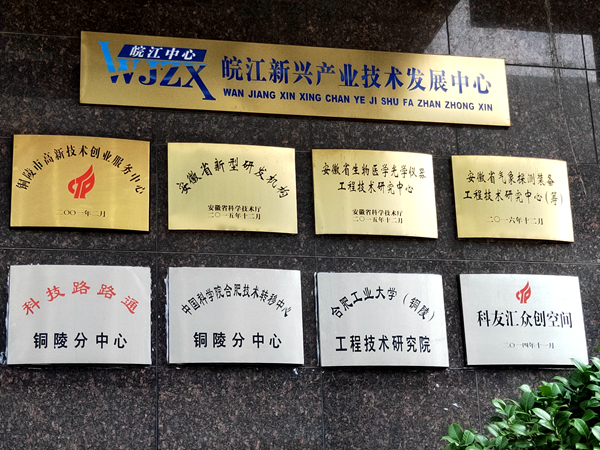 皖江中心
WJZX
皖江新兴产业技术发展中心
WAN JIANG XIN XING CHAN YE JI SHU FA ZHAN ZHONG XIN
铜陵市高新技术创业服务中心
二〇〇一年二月
安徽省新型研发机构
安徽省科学技术厅
二〇一五年十二月
安徽省生物医学光学仪器
工程技术研究中心
安徽省科学技术厅
二〇一五年十二月
安徽省气象探测装备
工程技术研究中心(筹)
二〇一六年十二月
科技路路通
铜陵分中心
中国科学院合肥技术转移中心
铜陵分中心
合肥工业大学(铜陵)
工程技术研究院
科友汇众创空间
二〇一四年十一月